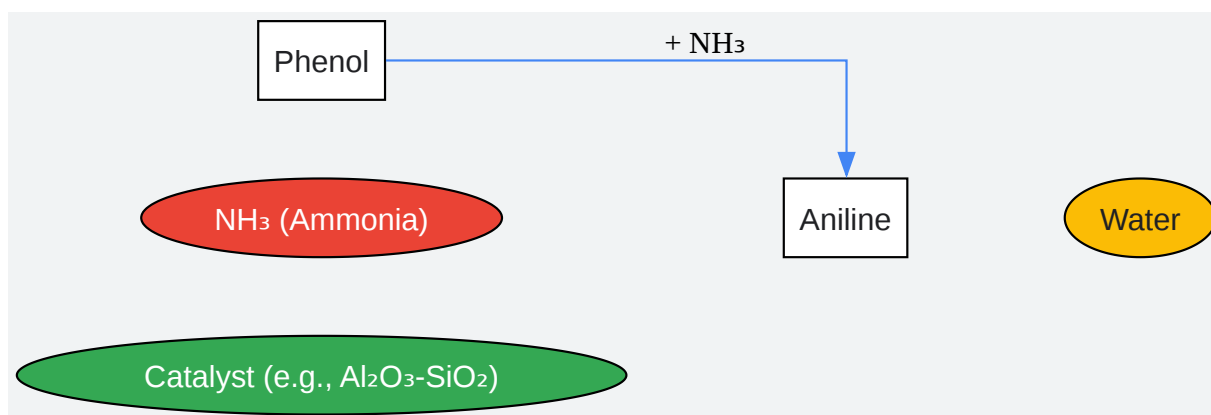 + NH₃
Phenol
NH₃ (Ammonia)
Aniline
Water
Catalyst (e.g., Al₂O₃-SiO₂)